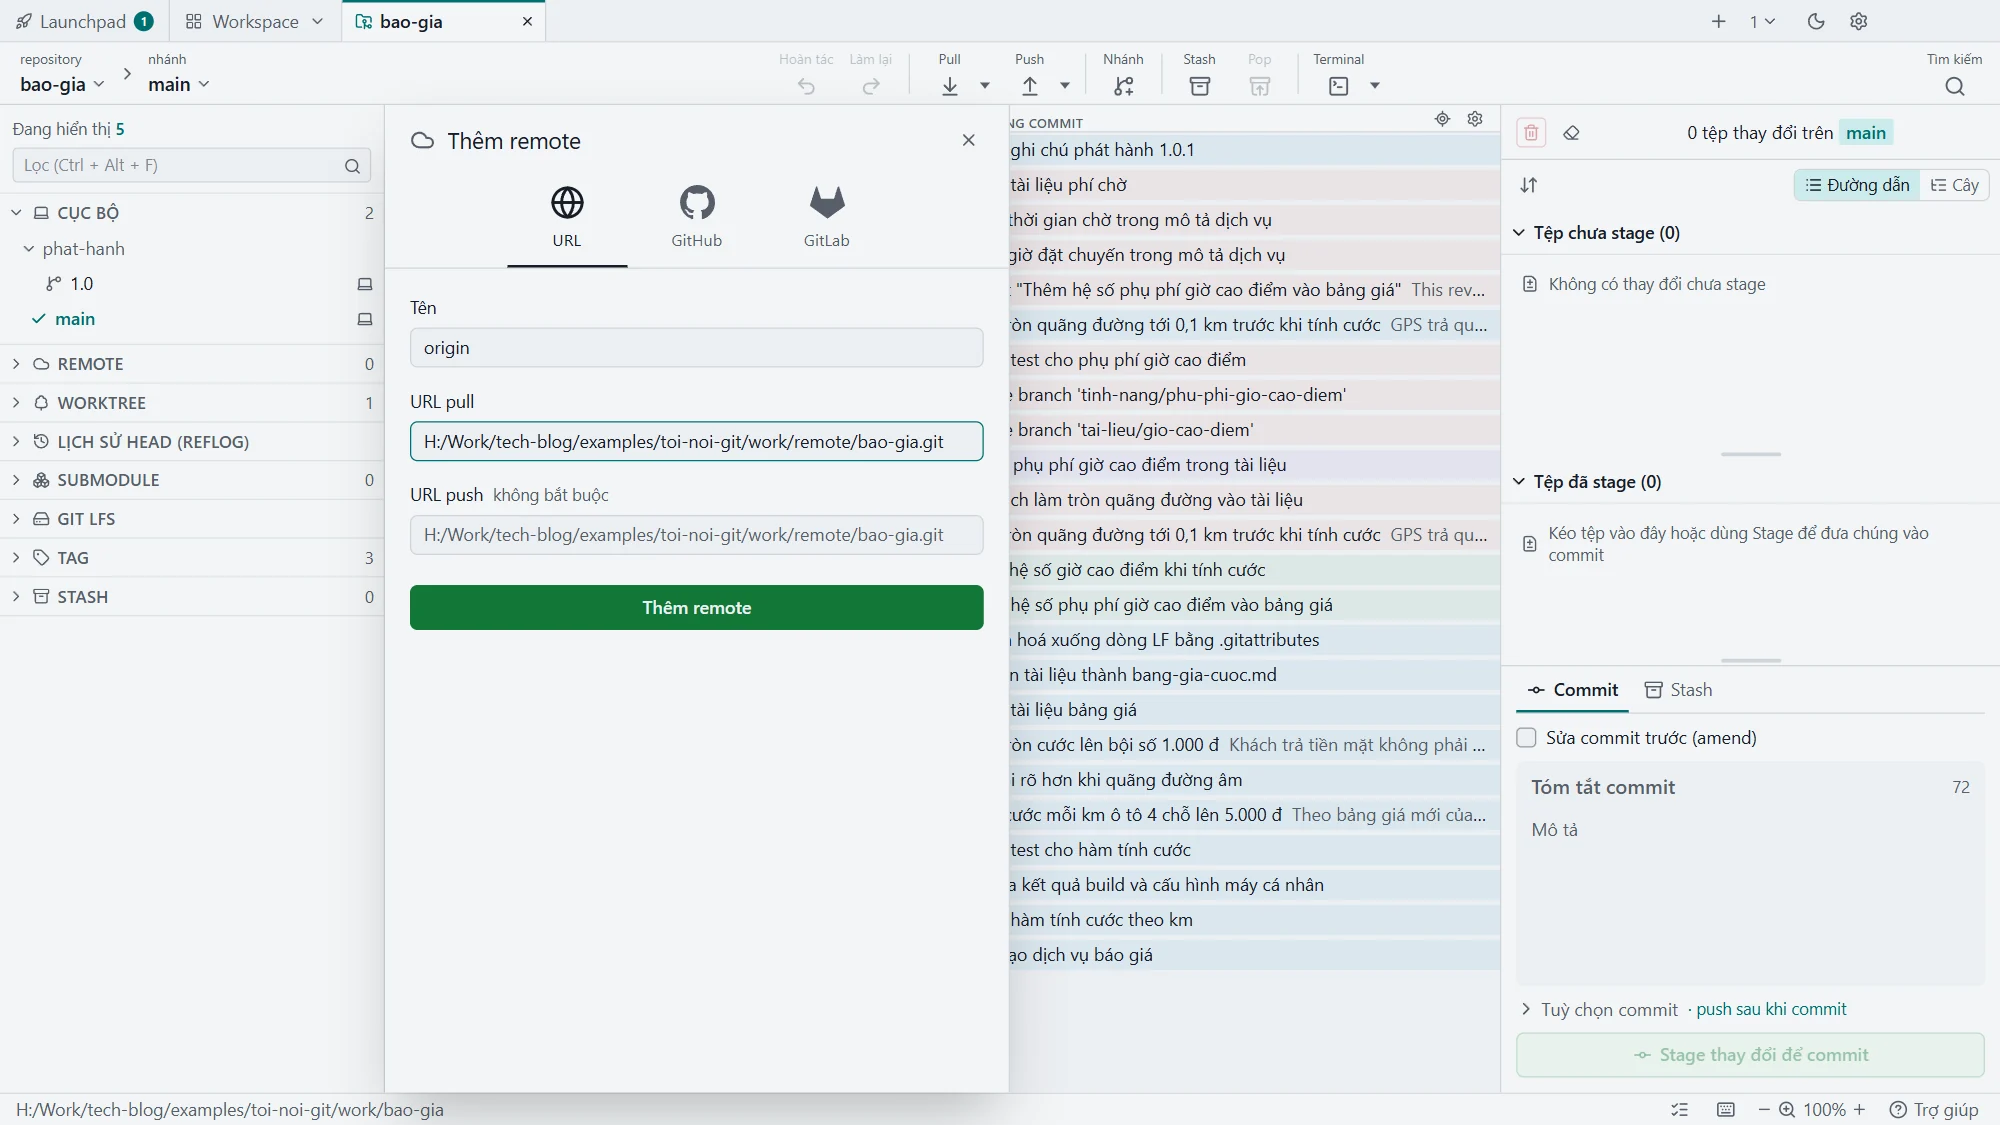 Launchpad 1
Workspace
bao-gia
1
repository
bao-gia
nhánh
main
Hoàn tác
Làm lại
Pull
Push
Nhánh
Stash
Pop
Terminal
Tìm kiếm
Đang hiển thị 5
Lọc (Ctrl + Alt + F)
CỤC BỘ 2
phat-hanh
1.0
main
REMOTE 0
WORKTREE 1
LỊCH SỬ HEAD (REFLOG)
SUBMODULE 0
GIT LFS
TAG 3
STASH 0
Thêm remote
URL
GitHub
GitLab
Tên
origin
URL pull
H:/Work/tech-blog/examples/toi-noi-git/work/remote/bao-gia.git
URL push không bắt buộc
H:/Work/tech-blog/examples/toi-noi-git/work/remote/bao-gia.git
Thêm remote
NG COMMIT
ghi chú phát hành 1.0.1
tài liệu phí chờ
thời gian chờ trong mô tả dịch vụ
giờ đặt chuyến trong mô tả dịch vụ
"Thêm hệ số phụ phí giờ cao điểm vào bảng giá" This rev...
ròn quãng đường tới 0,1 km trước khi tính cước GPS trả qu...
test cho phụ phí giờ cao điểm
branch 'tinh-nang/phu-phi-gio-cao-diem'
branch 'tai-lieu/gio-cao-diem'
phụ phí giờ cao điểm trong tài liệu
ch làm tròn quãng đường vào tài liệu
ròn quãng đường tới 0,1 km trước khi tính cước GPS trả qu...
hệ số giờ cao điểm khi tính cước
hệ số phụ phí giờ cao điểm vào bảng giá
hoá xuống dòng LF bằng .gitattributes
n tài liệu thành bang-gia-cuoc.md
tài liệu bảng giá
ròn cước lên bội số 1.000 đ Khách trả tiền mặt không phải ...
i rõ hơn khi quãng đường âm
cước mỗi km ô tô 4 chỗ lên 5.000 đ Theo bảng giá mới của...
test cho hàm tính cước
a kết quả build và cấu hình máy cá nhân
hàm tính cước theo km
ạo dịch vụ báo giá
0 tệp thay đổi trên main
Đường dẫn
Cây
Tệp chưa stage (0)
Không có thay đổi chưa stage
Tệp đã stage (0)
Kéo tệp vào đây hoặc dùng Stage để đưa chúng vào
commit
Commit
Stash
Sửa commit trước (amend)
Tóm tắt commit 72
Mô tả
Tuỳ chọn commit · push sau khi commit
Stage thay đổi để commit
H:/Work/tech-blog/examples/toi-noi-git/work/bao-gia
100%
Trợ giúp